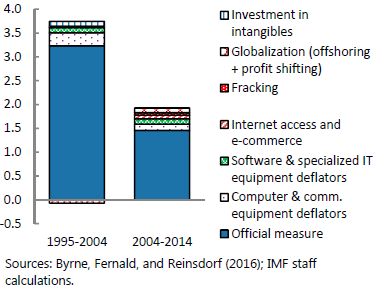 4.0
3.5
3.0
2.5
2.0
1.5
1.0
0.5
0.0
-0.5
1995-2004
2004-2014
Investment in
intangibles
Globalization (offshoring
+ profit shifting)
Fracking
Internet access and
e-commerce
Software & specialized IT
equipment deflators
Computer & comm.
equipment deflators
Official measure
Sources: Byrne, Fernald, and Reinsdorf (2016); IMF staff
calculations.